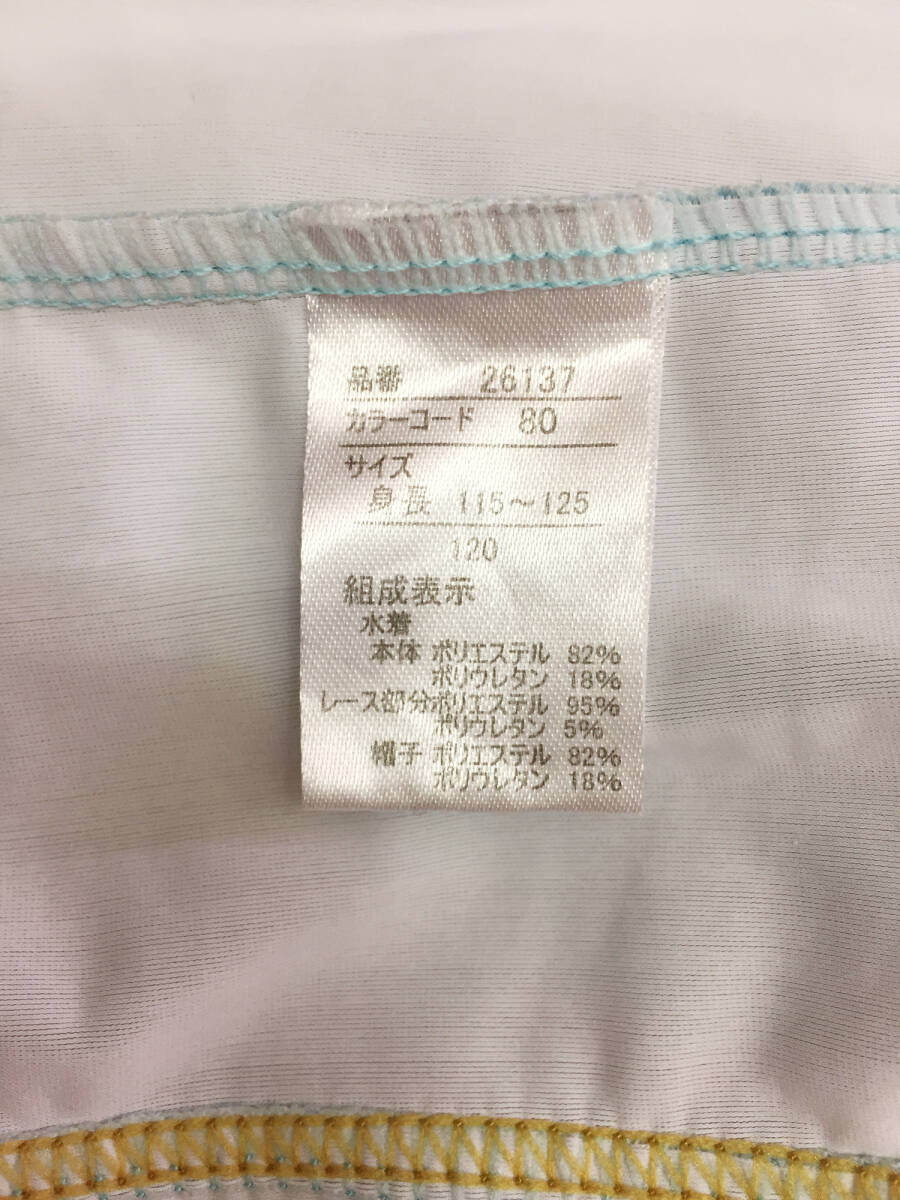 品番 26137
カラーコード 80
サイズ
身長 115～125
120
組成表示
水着
本体 ポリエステル 82%
ポリウレタン 18%
レース部分ポリエステル 95%
ポリウレタン 5%
帽子 ポリエステル 82%
ポリウレタン 18%